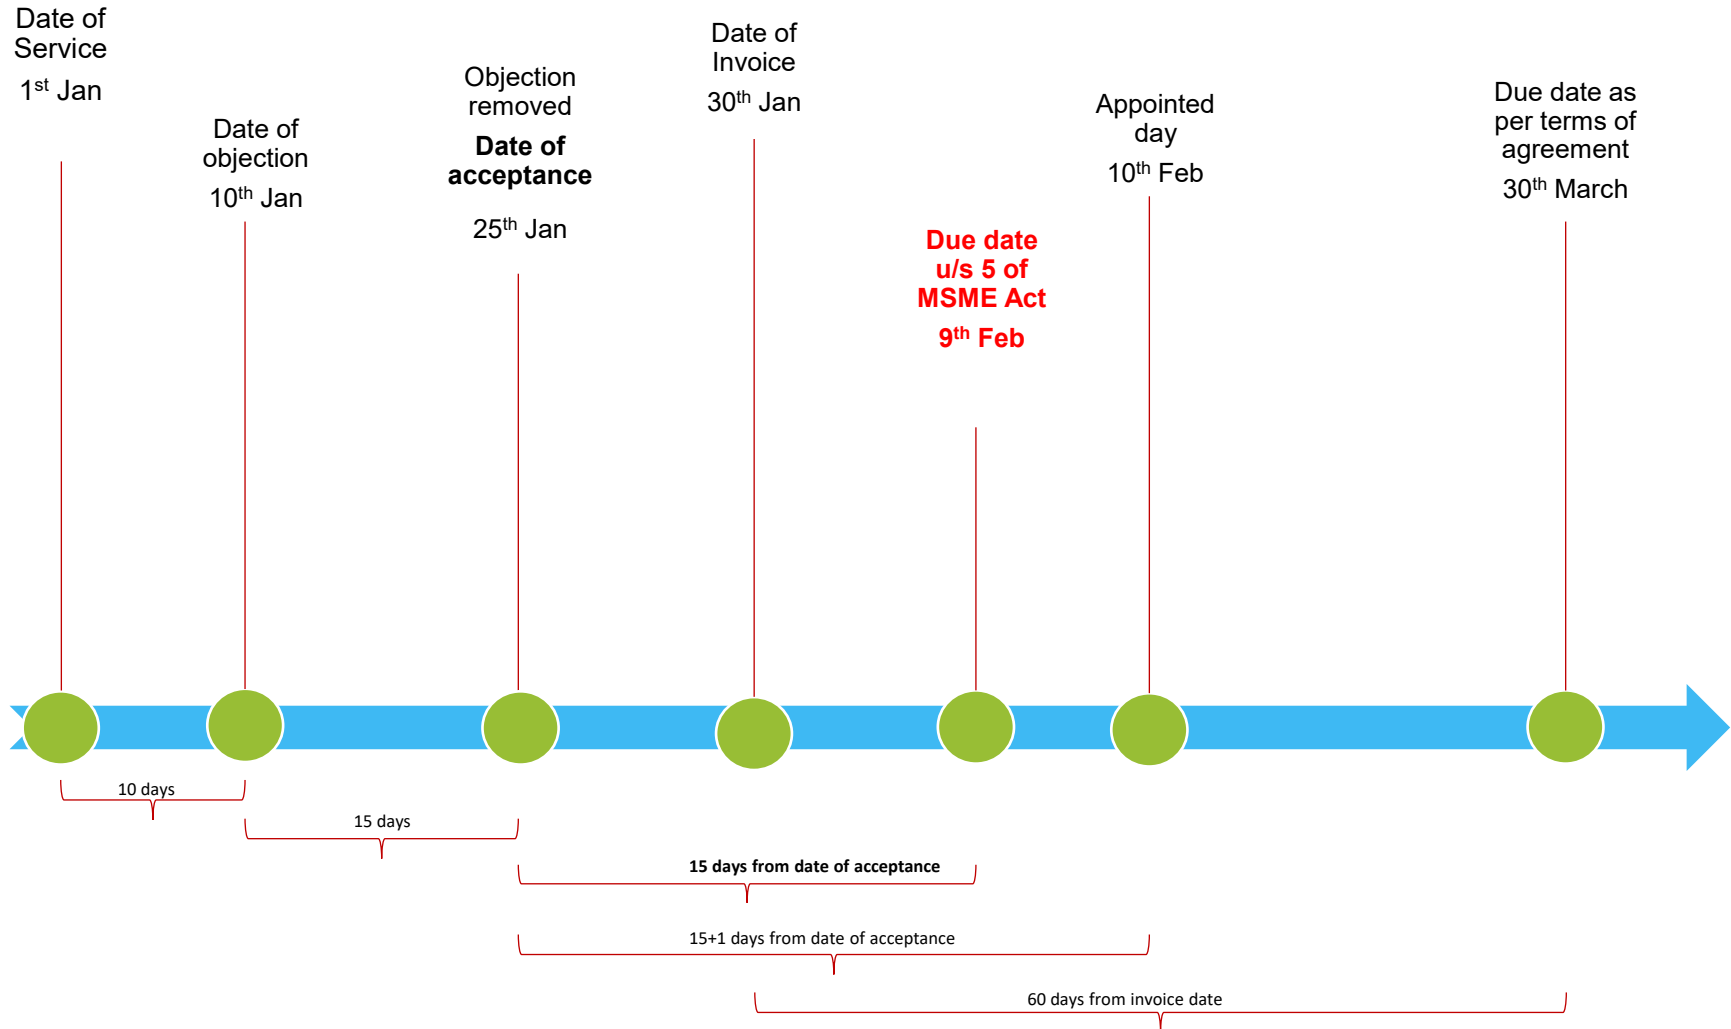 Date of
Service
1st Jan
Date of
objection
10th Jan
Objection
removed
Date of
acceptance
25th Jan
Date of
Invoice
30th Jan
Due date
u/s 5 of
MSME Act
9th Feb
Appointed
day
10th Feb
Due date as
per terms of
agreement
30th March
10 days
15 days
15 days from date of acceptance
15+1 days from date of acceptance
60 days from invoice date